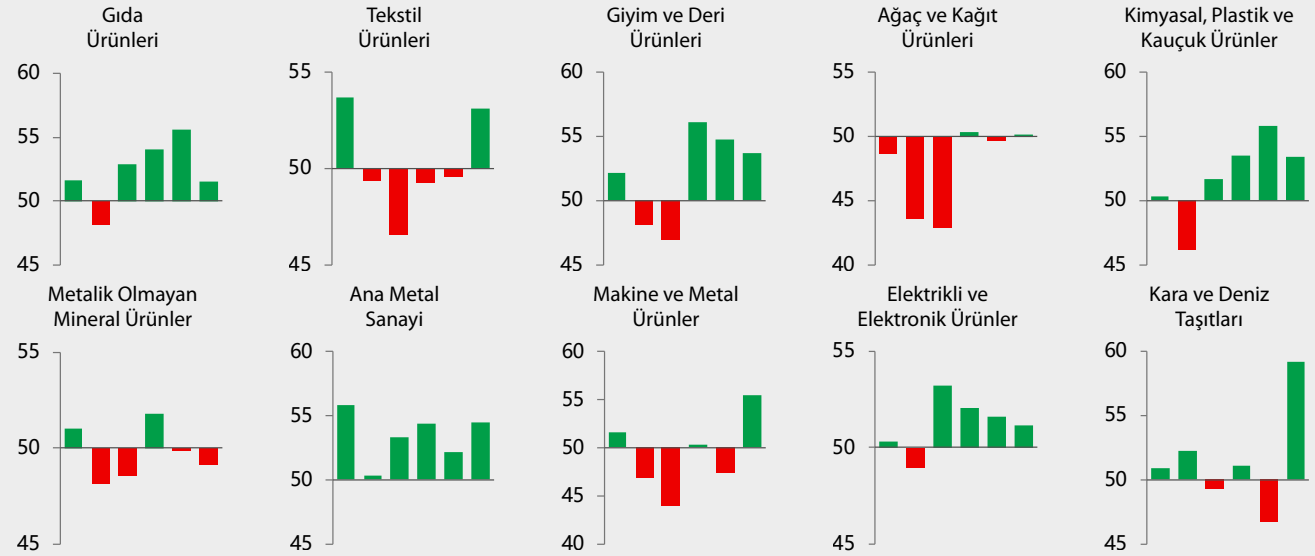 Gıda
Ürünleri
60
55
50
45
Tekstil
Ürünleri
55
50
45
Giyim ve Deri
Ürünleri
60
55
50
45
Ağaç ve Kağıt
Ürünleri
55
50
45
40
Kimyasal, Plastik ve
Kauçuk Ürünler
60
55
50
45
Metalik Olmayan
Mineral Ürünler
55
50
45
Ana Metal
Sanayi
60
55
50
45
Makine ve Metal
Ürünler
60
55
50
45
40
Elektrikli ve
Elektronik Ürünler
55
50
45
Kara ve Deniz
Taşıtları
60
55
50
45